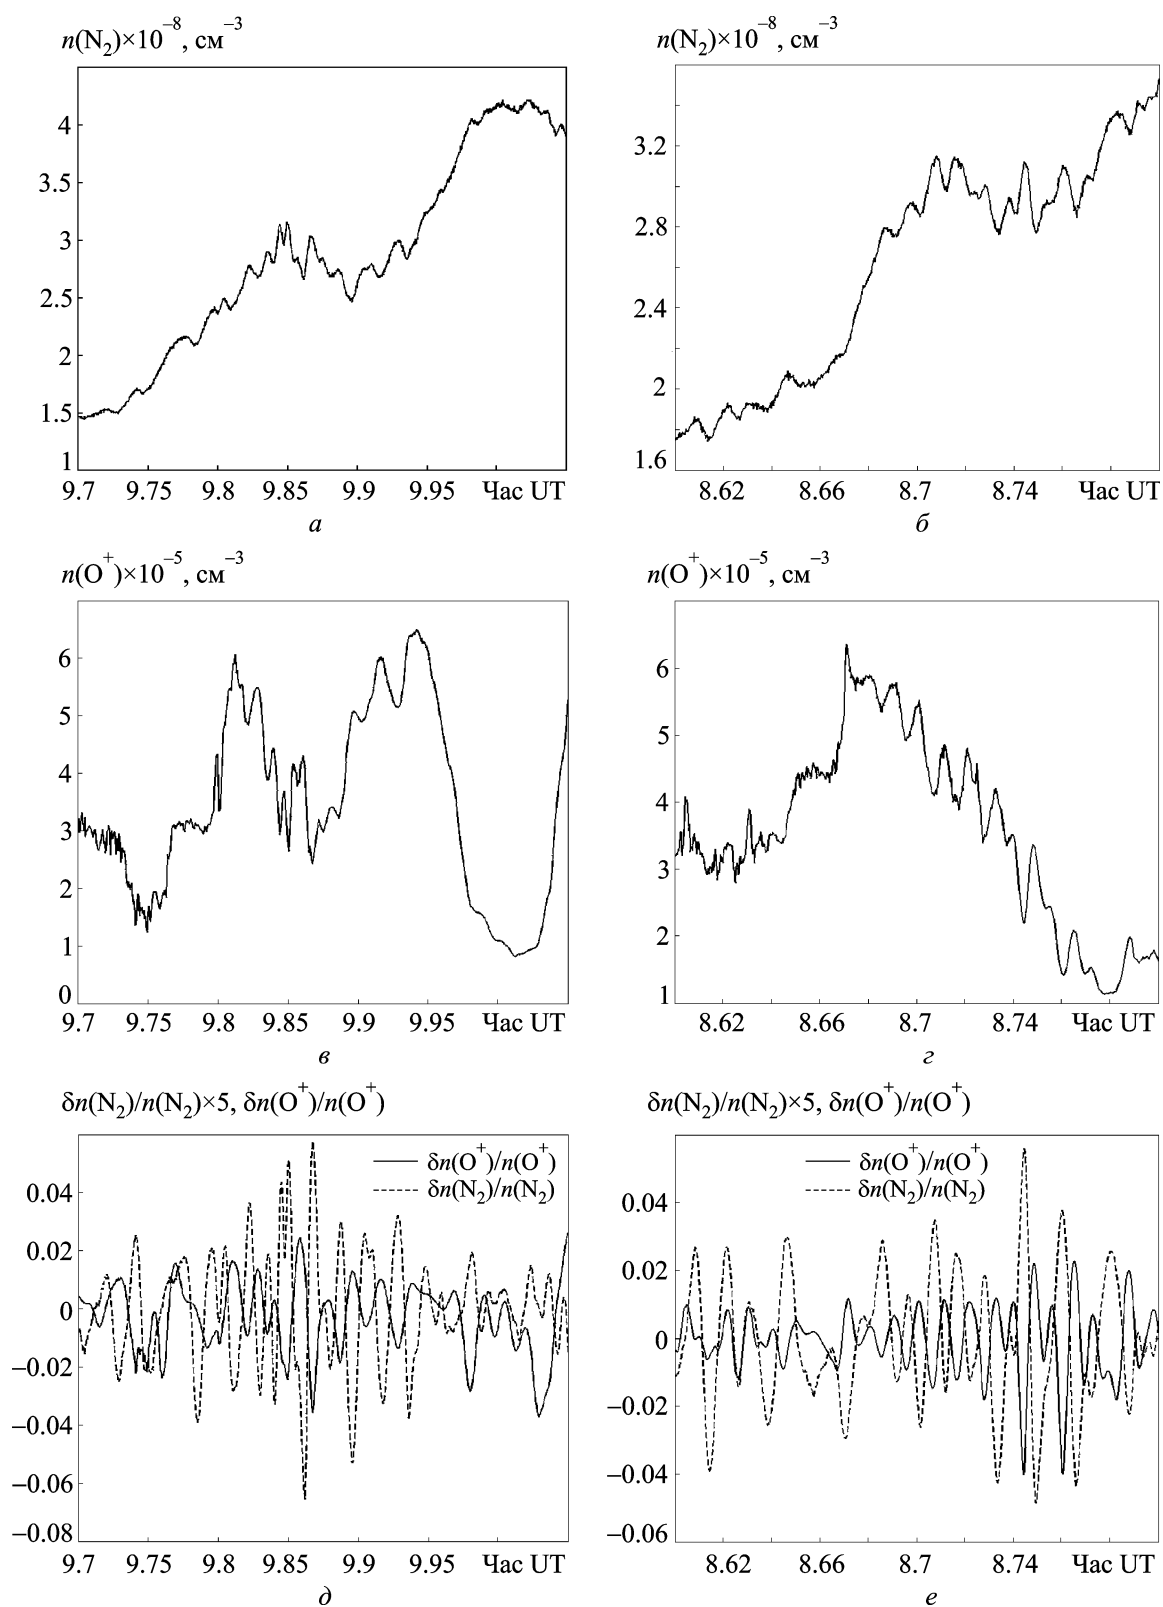 n(N₂)×10⁻⁸, см⁻³
4
3.5
3
2.5
2
1.5
1
9.7 9.75 9.8 9.85 9.9 9.95 Час UT
а
n(N₂)×10⁻⁸, см⁻³
3.2
2.8
2.4
2
1.6
8.62 8.66 8.7 8.74 Час UT
б
n(O⁺)×10⁻⁵, см⁻³
6
5
4
3
2
1
0
9.7 9.75 9.8 9.85 9.9 9.95 Час UT
в
n(O⁺)×10⁻⁵, см⁻³
6
5
4
3
2
1
8.62 8.66 8.7 8.74 Час UT
г
δn(N₂)/n(N₂)×5, δn(O⁺)/n(O⁺)
δn(O⁺)/n(O⁺)
δn(N₂)/n(N₂)
0.04
0.02
0
–0.02
–0.04
–0.06
–0.08
9.7 9.75 9.8 9.85 9.9 9.95 Час UT
д
δn(N₂)/n(N₂)×5, δn(O⁺)/n(O⁺)
δn(O⁺)/n(O⁺)
δn(N₂)/n(N₂)
0.04
0.02
0
–0.02
–0.04
–0.06
8.62 8.66 8.7 8.74 Час UT
е